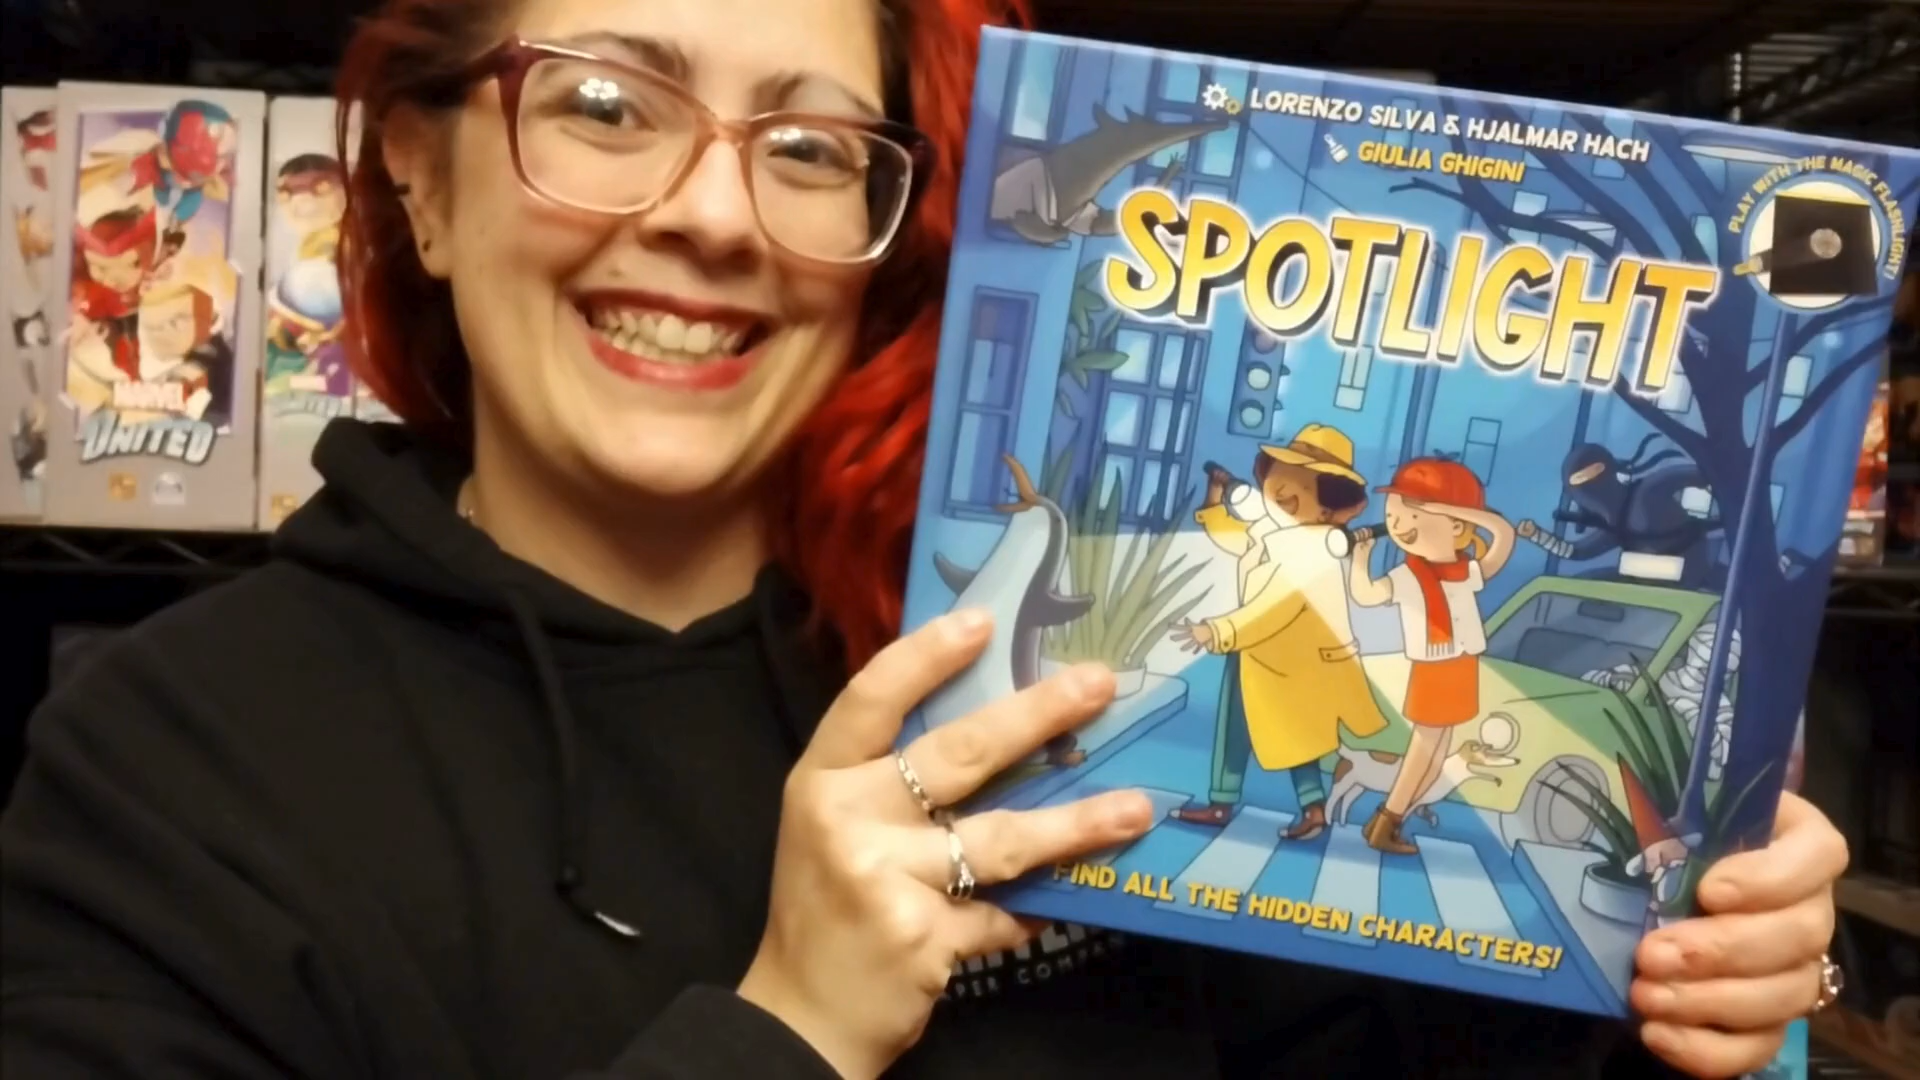 LORENZO SILVA & HJALMAR HACH
GIULIA GHIGINI
PLAY WITH THE MAGIC FLASHLIGHT!
SPOTLIGHT
FIND ALL THE HIDDEN CHARACTERS!
MARVEL
UNITED